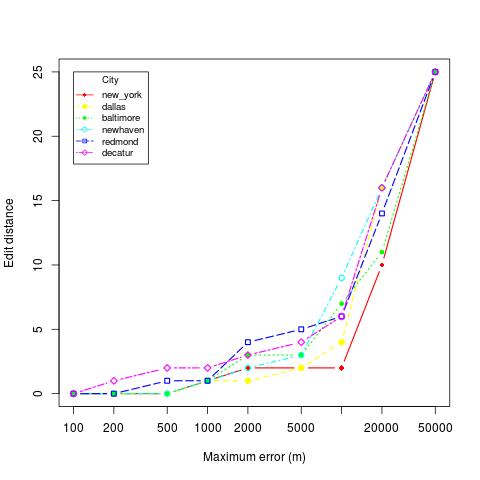 City
new_york
dallas
baltimore
newhaven
redmond
decatur
25
20
15
10
5
0
Edit distance
100 200 500 1000 2000 5000 20000 50000
Maximum error (m)